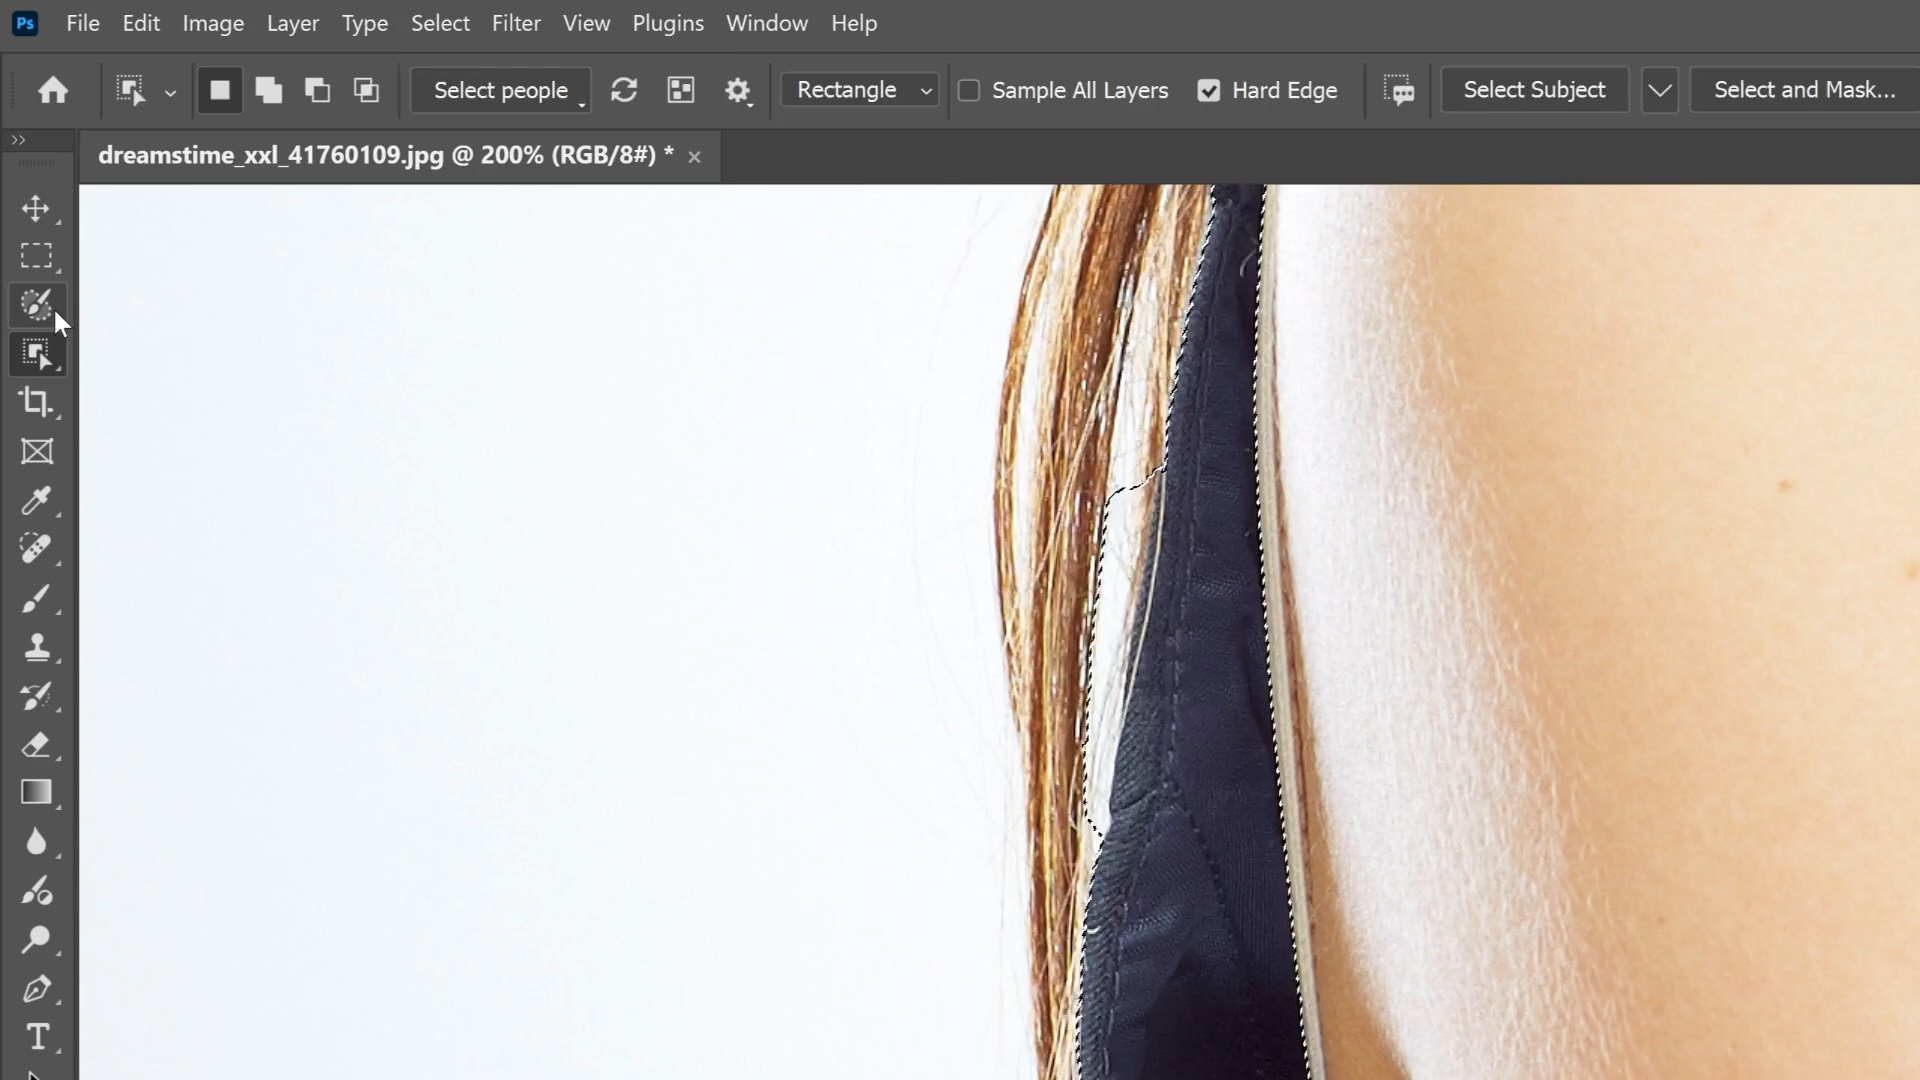 Ps File Edit Image Layer Type Select Filter View Plugins Window Help
Select people Rectangle Sample All Layers Hard Edge Select Subject Select and Mask...
dreamstime_xxl_41760109.jpg @ 200% (RGB/8#) *